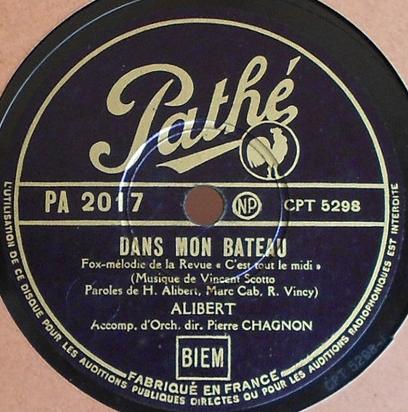 Pathé
PA 2017
NP
CPT 5298
DANS MON BATEAU
Fox-mélodie de la Revue « C'est tout le midi »
(Musique de Vincent Scotto
Paroles de H. Alibert, Marc Cab, R. Vincy)
ALIBERT
Accomp. d'Orch. dir. Pierre CHAGNON
BIEM
FABRIQUÉ EN FRANCE
L'UTILISATION DE CE DISQUE POUR LES AUDITIONS PUBLIQUES DIRECTES OU POUR LES AUDITIONS RADIOPHONIQUES EST INTERDITE
CPT 5298